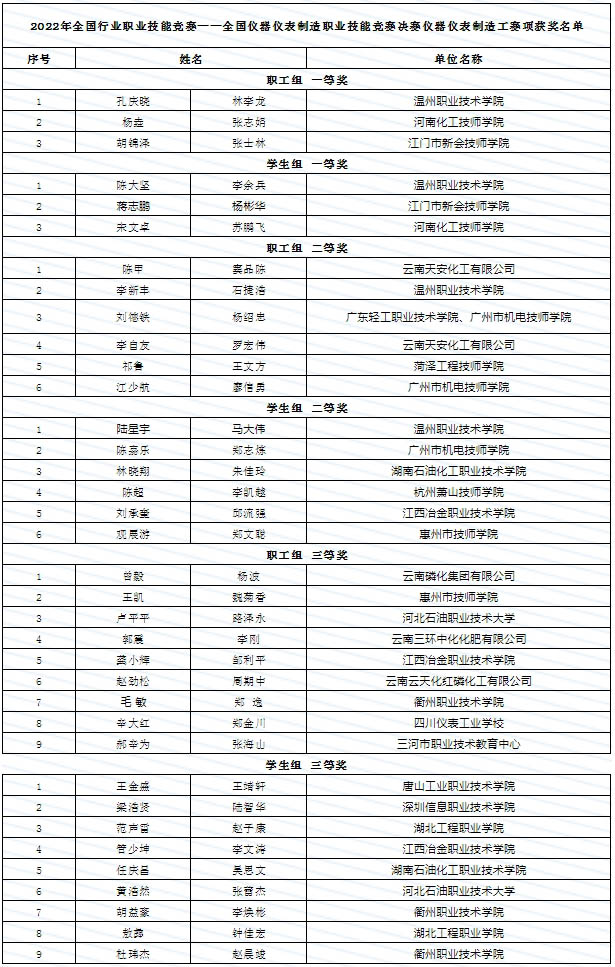 2022年全国行业职业技能竞赛——全国仪器仪表制造职业技能竞赛决赛仪器仪表制造工赛项获奖名单
序号 姓名 单位名称
职工组 一等奖
1 孔庆晓 林李龙 温州职业技术学院
2 杨垚 张志娟 河南化工技师学院
3 胡锦泽 张士林 江门市新会技师学院
学生组 一等奖
1 陈大坚 李余兵 温州职业技术学院
2 蒋志鹏 杨彬华 江门市新会技师学院
3 宋文卓 苏鹏飞 河南化工技师学院
职工组 二等奖
1 陈甲 窦品陈 云南天安化工有限公司
2 李新丰 石捷浩 温州职业技术学院
3 刘德铁 杨绍忠 广东轻工职业技术学院、广州市机电技师学院
4 李自友 罗宏伟 云南天安化工有限公司
5 祁鲁 王文方 菏泽工程技师学院
6 江少航 廖信勇 广州市机电技师学院
学生组 二等奖
1 陆星宇 马大伟 温州职业技术学院
2 陈嘉乐 郑志炼 广州市机电技师学院
3 林晓翔 朱佳玲 湖南石油化工职业技术学院
4 陈超 李凯越 杭州萧山技师学院
5 刘承銮 邱流强 江西冶金职业技术学院
6 观展游 郑文聪 惠州市技师学院
职工组 三等奖
1 曾毅 杨波 云南磷化集团有限公司
2 王凯 魏菊香 惠州市技师学院
3 卢平平 路泽永 河北石油职业技术大学
4 郭震 李刚 云南三环中化化肥有限公司
5 龚小辉 邹利平 江西冶金职业技术学院
6 赵劲松 周期中 云南云天化红磷化工有限公司
7 毛 敏 郑 逸 衢州职业技术学院
8 辛大红 郑金川 四川仪表工业学校
9 郝辛为 张海山 三河市职业技术教育中心
学生组 三等奖
1 王金盛 王堉轩 唐山工业职业技术学院
2 梁浩贤 陆智华 深圳信息职业技术学院
3 范声雷 赵子康 湖北工程职业学院
4 管少坤 李文涛 江西冶金职业技术学院
5 任庆昌 吴思文 湖南石油化工职业技术学院
6 黄浩然 张睿杰 河北石油职业技术大学
7 胡益豪 李焕彬 衢州职业技术学院
8 敖淼 钟佳宏 湖北工程职业学院
9 杜玮杰 赵晨竣 衢州职业技术学院